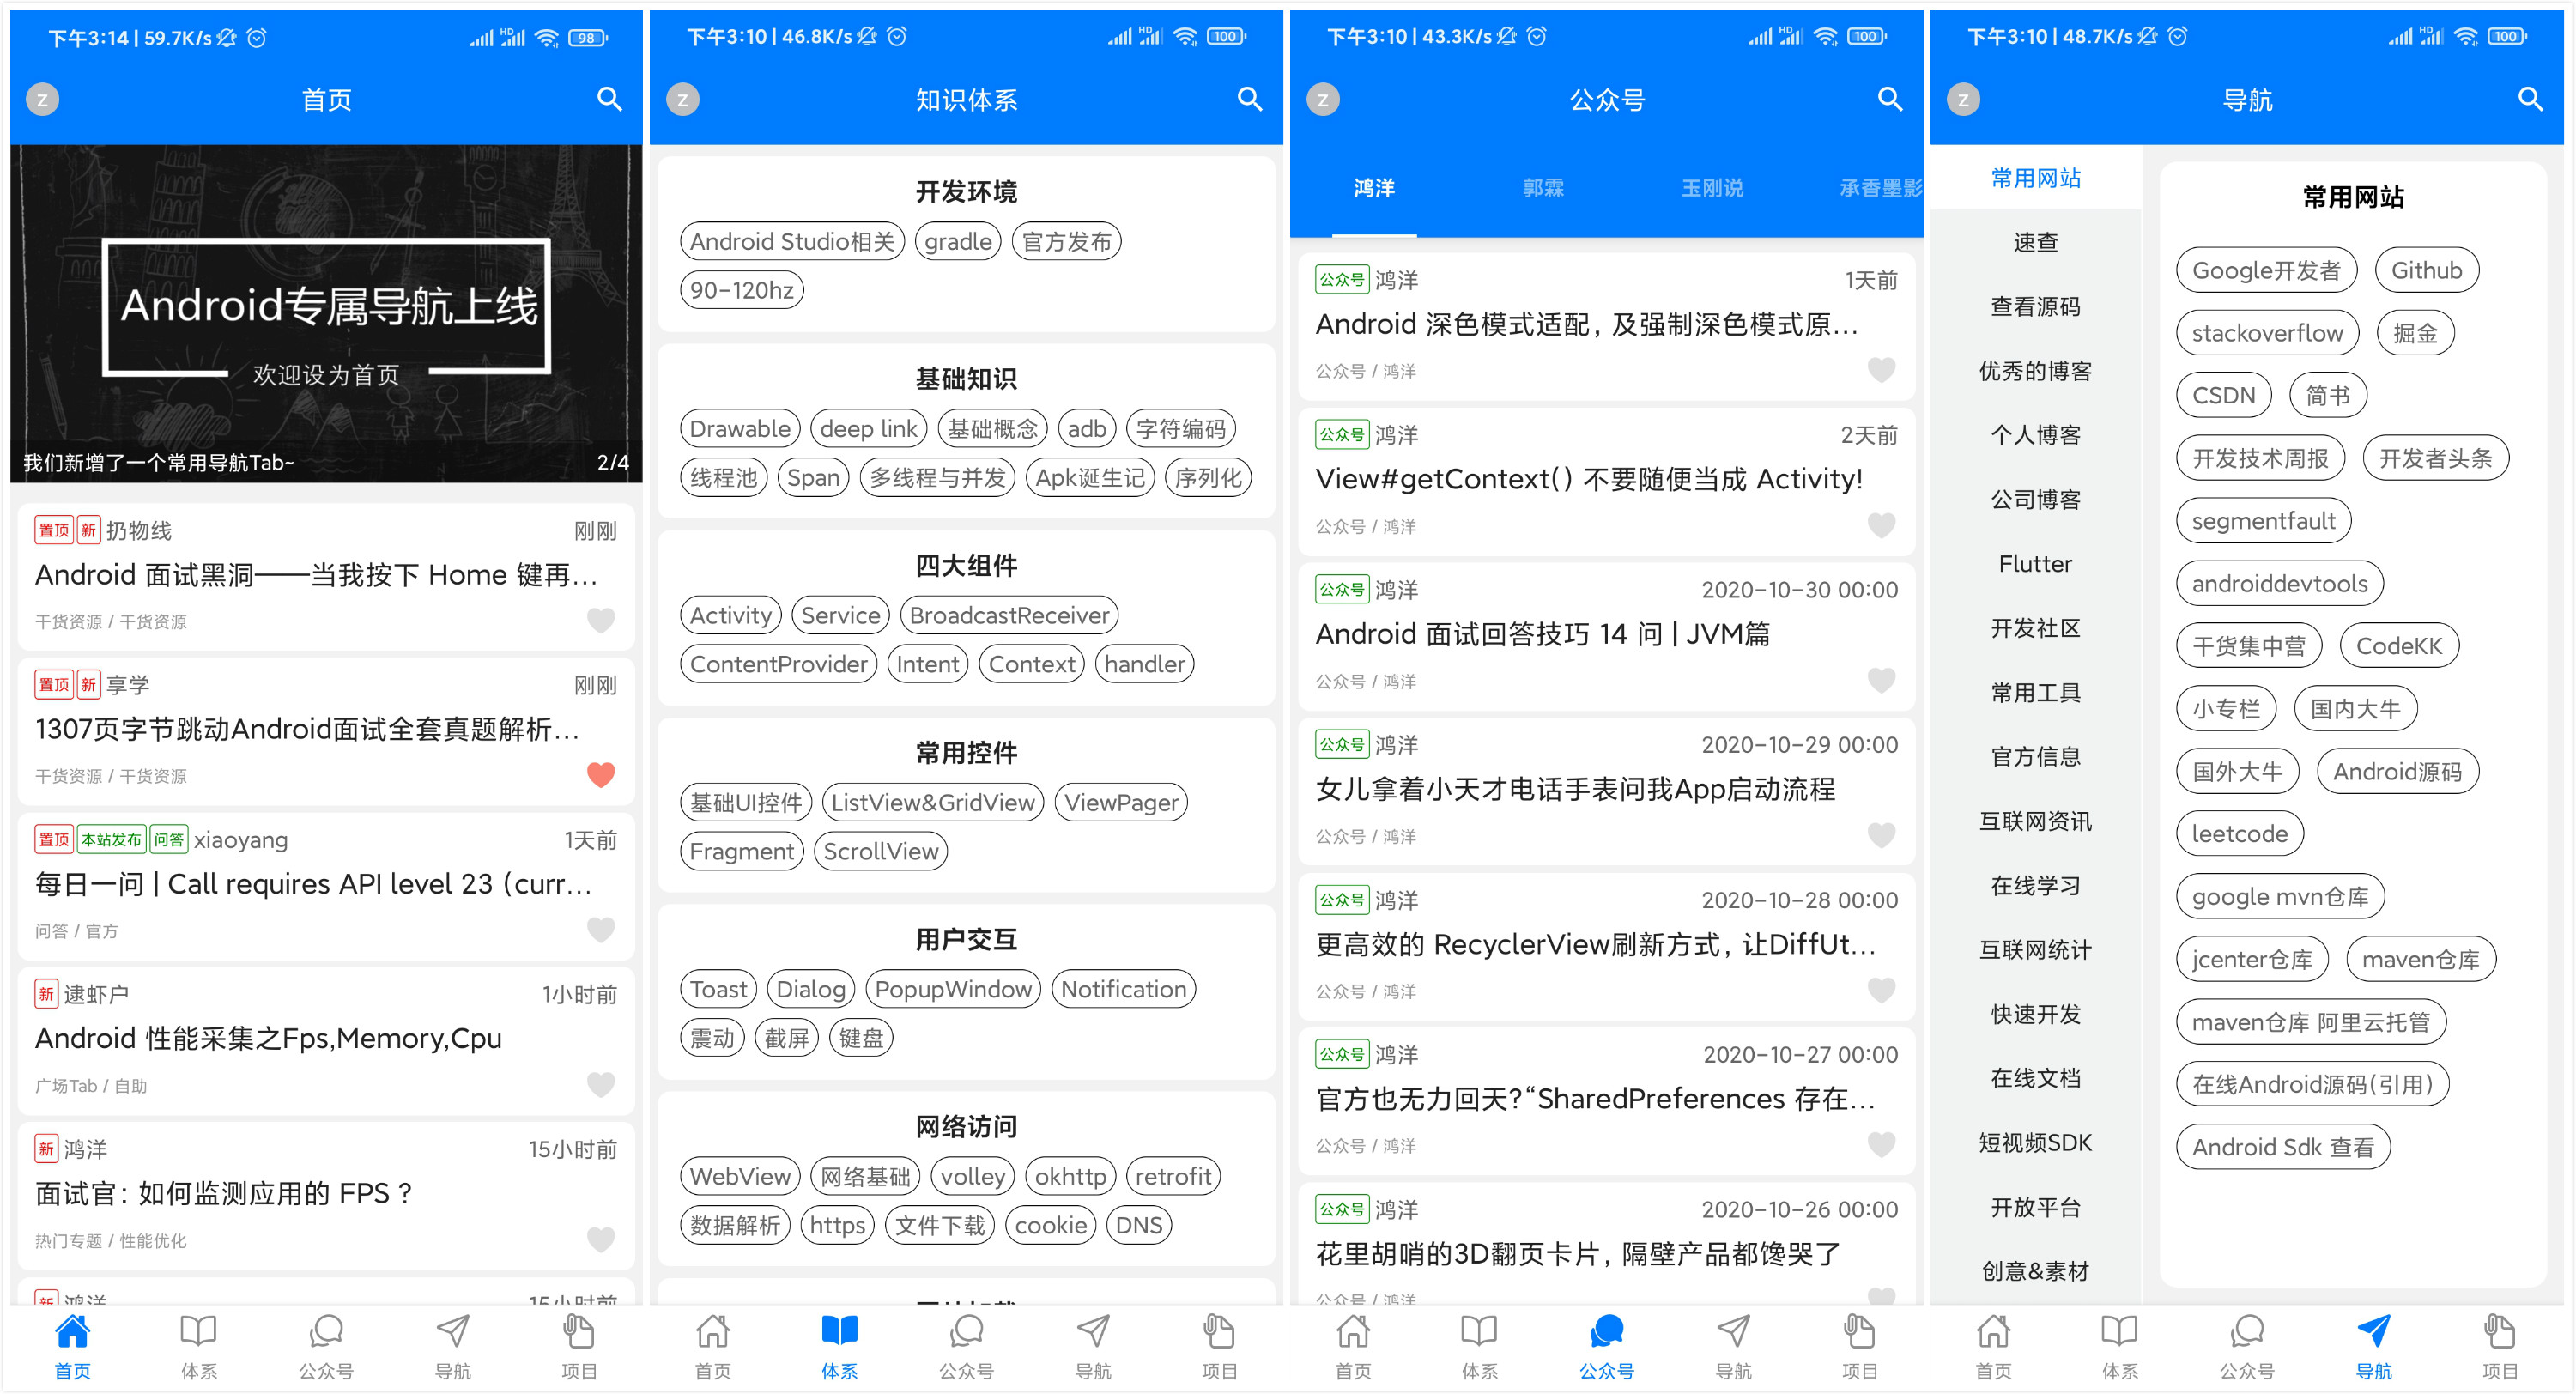 下午3:14 | 59.7K/s
HD
98
Z
首页
Android专属导航上线
欢迎设为首页
我们新增了一个常用导航Tab~
2/4
置顶 新 扔物线
刚刚
Android 面试黑洞——当我按下 Home 键再...
干货资源 / 干货资源
置顶 新 享学
刚刚
1307页字节跳动Android面试全套真题解析...
干货资源 / 干货资源
置顶 本站发布 问答 xiaoyang
1天前
每日一问 | Call requires API level 23 (curr...
问答 / 官方
新 逮虾户
1小时前
Android 性能采集之Fps,Memory,Cpu
广场Tab / 自助
新 鸿洋
15小时前
面试官：如何监测应用的 FPS ?
热门专题 / 性能优化
新 鸿洋
15小时前
首页
体系
公众号
导航
项目
下午3:10 | 46.8K/s
HD
100
Z
知识体系
开发环境
Android Studio相关 gradle 官方发布
90-120hz
基础知识
Drawable deep link 基础概念 adb 字符编码
线程池 Span 多线程与并发 Apk诞生记 序列化
四大组件
Activity Service BroadcastReceiver
ContentProvider Intent Context handler
常用控件
基础UI控件 ListView&GridView ViewPager
Fragment ScrollView
用户交互
Toast Dialog PopupWindow Notification
震动 截屏 键盘
网络访问
WebView 网络基础 volley okhttp retrofit
数据解析 https 文件下载 cookie DNS
首页
体系
公众号
导航
项目
下午3:10 | 43.3K/s
HD
100
Z
公众号
鸿洋
郭霖
玉刚说
承香墨影
公众号 鸿洋
1天前
Android 深色模式适配，及强制深色模式原...
公众号 / 鸿洋
公众号 鸿洋
2天前
View#getContext() 不要随便当成 Activity!
公众号 / 鸿洋
公众号 鸿洋
2020-10-30 00:00
Android 面试回答技巧 14 问 | JVM篇
公众号 / 鸿洋
公众号 鸿洋
2020-10-29 00:00
女儿拿着小天才电话手表问我App启动流程
公众号 / 鸿洋
公众号 鸿洋
2020-10-28 00:00
更高效的 RecyclerView刷新方式，让DiffUt...
公众号 / 鸿洋
公众号 鸿洋
2020-10-27 00:00
官方也无力回天?“SharedPreferences 存在...
公众号 / 鸿洋
公众号 鸿洋
2020-10-26 00:00
花里胡哨的3D翻页卡片，隔壁产品都馋哭了
公众号 / 鸿洋
首页
体系
公众号
导航
项目
下午3:10 | 48.7K/s
HD
100
Z
导航
常用网站
速查
查看源码
优秀的博客
个人博客
公司博客
Flutter
开发社区
常用工具
官方信息
互联网资讯
在线学习
互联网统计
快速开发
在线文档
短视频SDK
开放平台
创意&素材
常用网站
Google开发者 Github
stackoverflow 掘金
CSDN 简书
开发技术周报 开发者头条
segmentfault
androiddevtools
干货集中营 CodeKK
小专栏 国内大牛
国外大牛 Android源码
leetcode
google mvn仓库
jcenter仓库 maven仓库
maven仓库 阿里云托管
在线Android源码(引用)
Android Sdk 查看
首页
体系
公众号
导航
项目